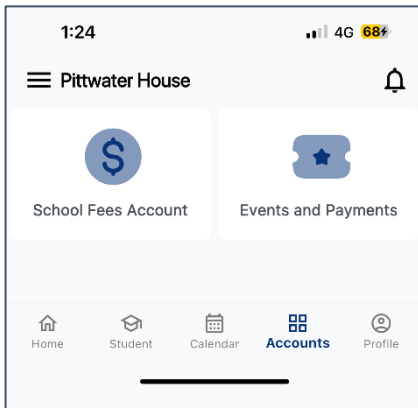 1:24 4G 68
Pittwater House
$
School Fees Account Events and Payments
Home Student Calendar Accounts Profile